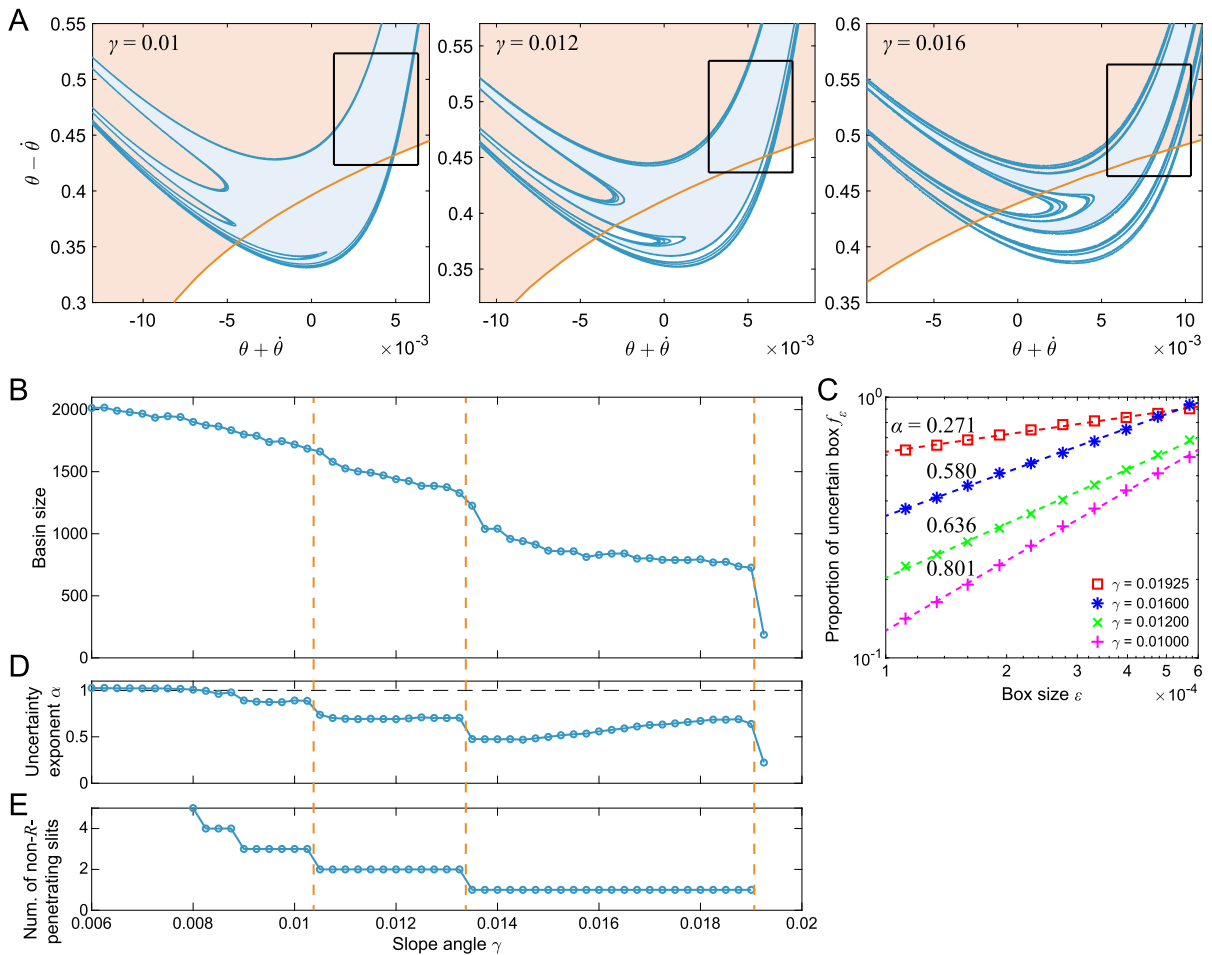 A
γ = 0.01
γ = 0.012
γ = 0.016
0.55
0.5
0.45
0.4
0.35
0.3
θ − θ̇
-10
-5
0
5
θ + θ̇
×10⁻³
0.55
0.5
0.45
0.4
0.35
-10
-5
0
5
θ + θ̇
×10⁻³
0.6
0.55
0.5
0.45
0.4
0.35
-5
0
5
10
θ + θ̇
×10⁻³
B
2000
1500
1000
500
0
Basin size
C
10⁰
10⁻¹
Proportion of uncertain box fε
α = 0.271
0.580
0.636
0.801
γ = 0.01925
γ = 0.01600
γ = 0.01200
γ = 0.01000
1
2
3
4
5
6
Box size ε
×10⁻⁴
D
1
0.5
0
Uncertainty
exponent α
E
4
2
0
Num. of non-R-
penetrating slits
0.006
0.008
0.01
0.012
0.014
0.016
0.018
0.02
Slope angle γ